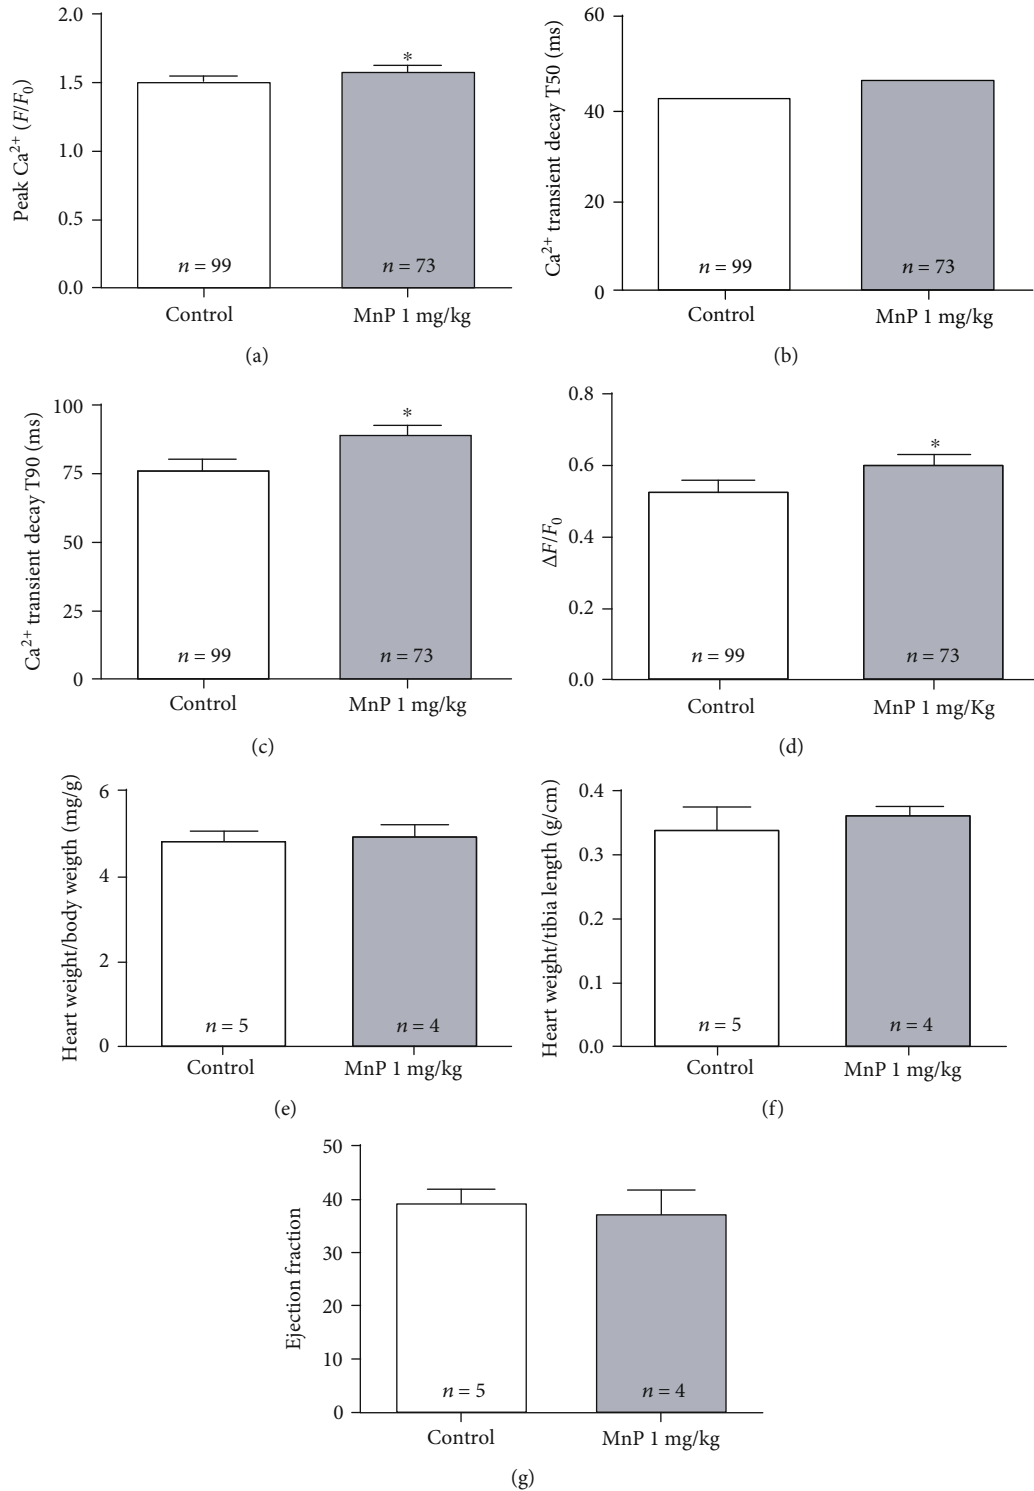 2.0
1.5
1.0
0.5
0.0
Peak Ca²⁺ (F/F₀)
*
n = 99
n = 73
Control
MnP 1 mg/kg
(a)
60
40
20
0
Ca²⁺ transient decay T50 (ms)
n = 99
n = 73
Control
MnP 1 mg/kg
(b)
100
75
50
25
0
Ca²⁺ transient decay T90 (ms)
*
n = 99
n = 73
Control
MnP 1 mg/kg
(c)
0.8
0.6
0.4
0.2
0.0
ΔF/F₀
*
n = 99
n = 73
Control
MnP 1 mg/Kg
(d)
6
4
2
0
Heart weight/body weigth (mg/g)
n = 5
n = 4
Control
MnP 1 mg/kg
(e)
0.4
0.3
0.2
0.1
0.0
Heart weight/tibia length (g/cm)
n = 5
n = 4
Control
MnP 1 mg/kg
(f)
50
40
30
20
10
0
Ejection fraction
n = 5
n = 4
Control
MnP 1 mg/kg
(g)